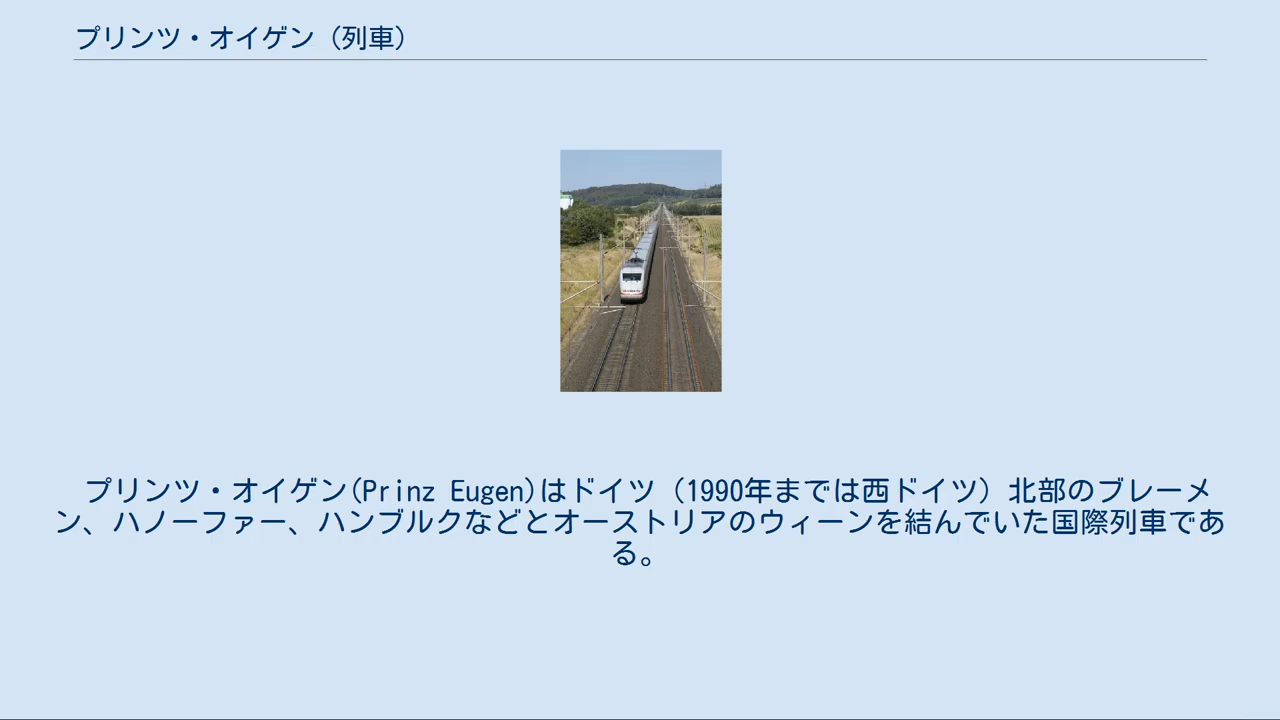 プリンツ・オイゲン（列車）
プリンツ・オイゲン(Prinz Eugen)はドイツ（1990年までは西ドイツ）北部のブレーメ
ン、ハノーファー、ハンブルクなどとオーストリアのウィーンを結んでいた国際列車であ
る。